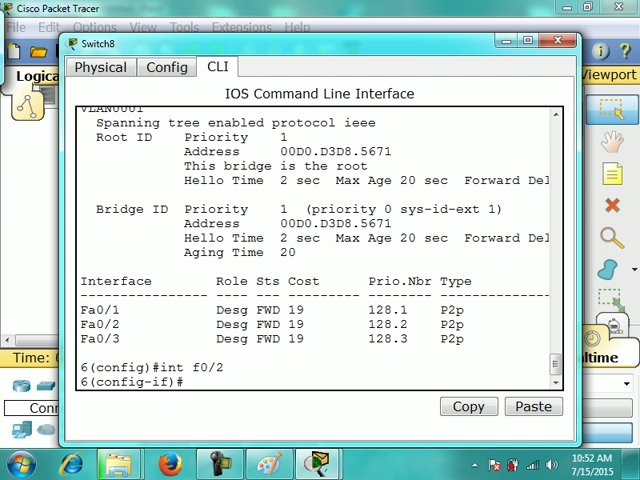 Cisco Packet Tracer
File Edit Options View Tools Extensions Help
Switch8
Logica
Viewport
Physical Config CLI
IOS Command Line Interface
VLAN0001
Spanning tree enabled protocol ieee
Root ID Priority 1
Address 00D0.D3D8.5671
This bridge is the root
Hello Time 2 sec Max Age 20 sec Forward Del
Bridge ID Priority 1 (priority 0 sys-id-ext 1)
Address 00D0.D3D8.5671
Hello Time 2 sec Max Age 20 sec Forward Del
Aging Time 20
Interface Role Sts Cost Prio.Nbr Type
---------------- ---- --- --------- -------- --------------------------------
Fa0/1 Desg FWD 19 128.1 P2p
Fa0/2 Desg FWD 19 128.2 P2p
Fa0/3 Desg FWD 19 128.3 P2p
6(config)#int f0/2
6(config-if)#
Copy Paste
Time:
ealtime
Conn
10:52 AM
7/15/2015